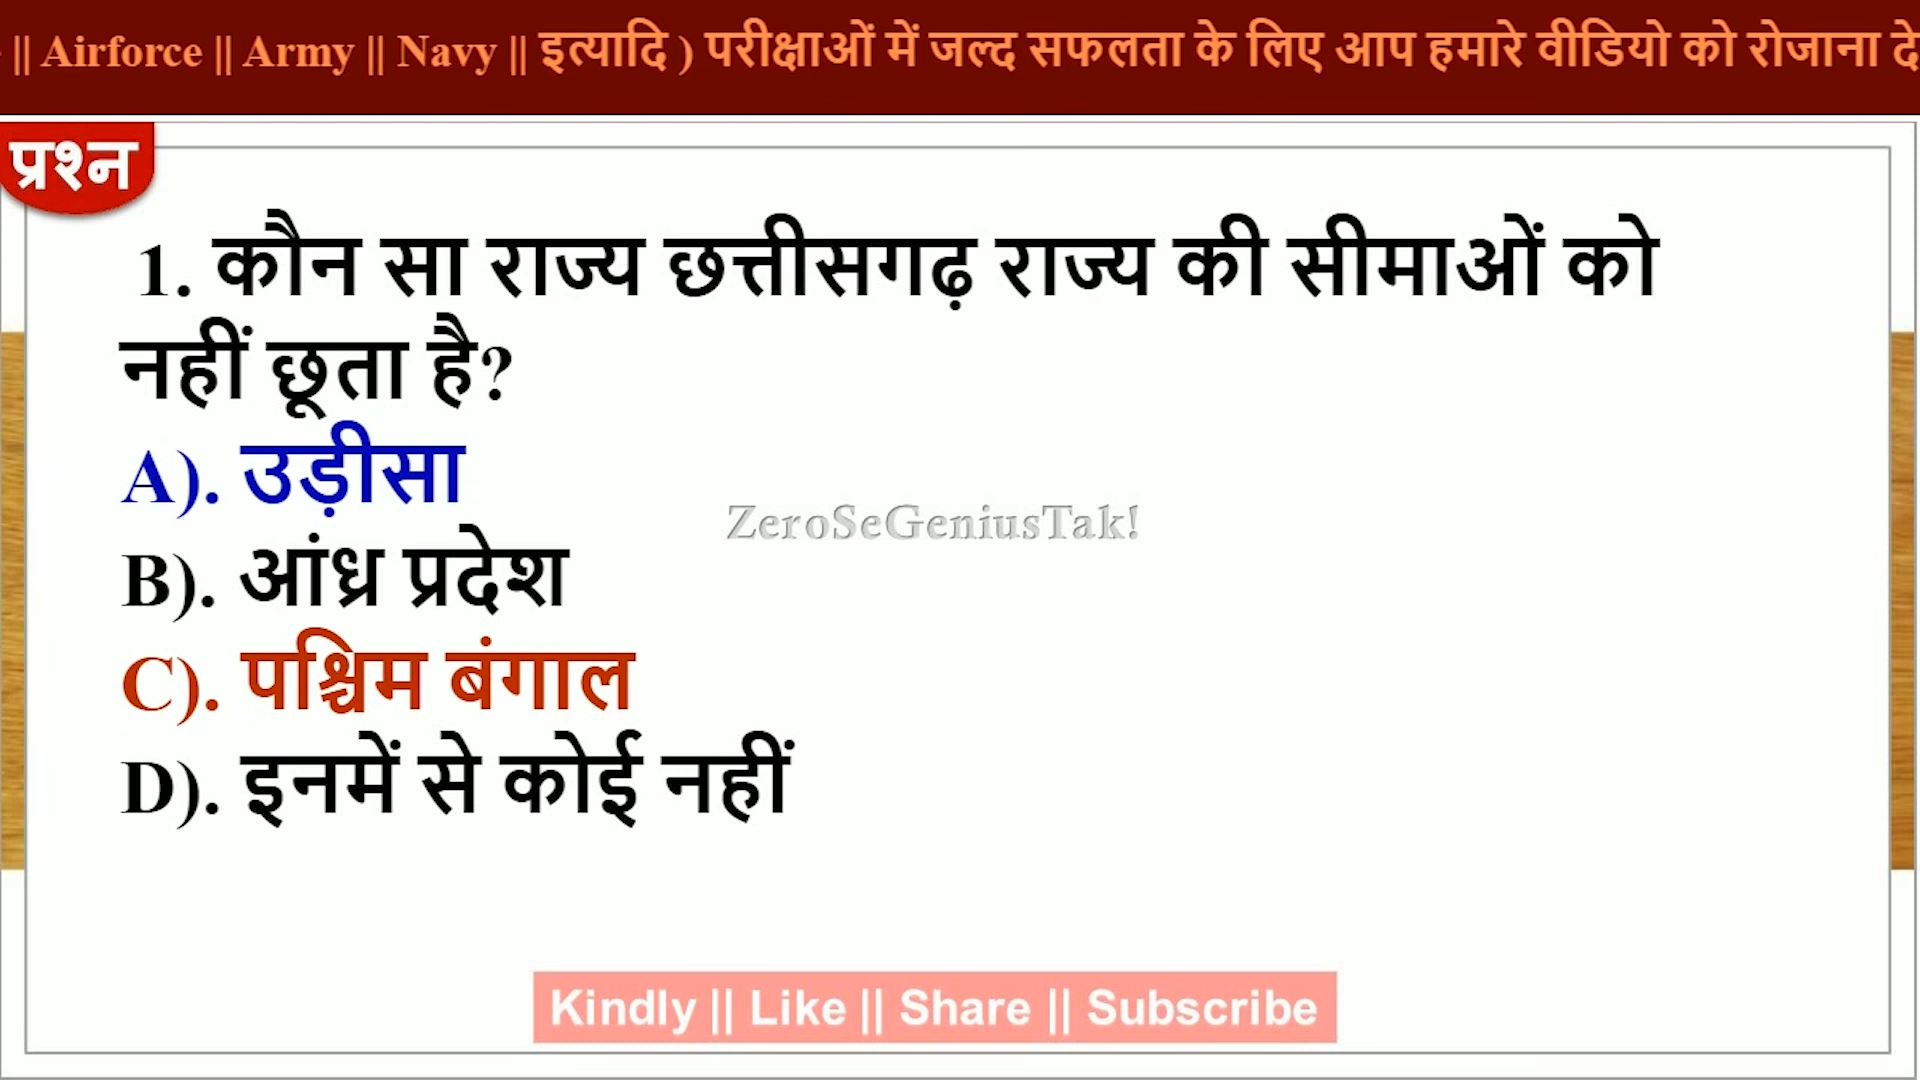 || Airforce || Army || Navy || इत्यादि ) परीक्षाओं में जल्द सफलता के लिए आप हमारे वीडियो को रोजाना दे
प्रश्न
1. कौन सा राज्य छत्तीसगढ़ राज्य की सीमाओं को
नहीं छूता है?
A). उड़ीसा
ZeroSeGeniusTak!
B). आंध्र प्रदेश
C). पश्चिम बंगाल
D). इनमें से कोई नहीं
Kindly || Like || Share || Subscribe